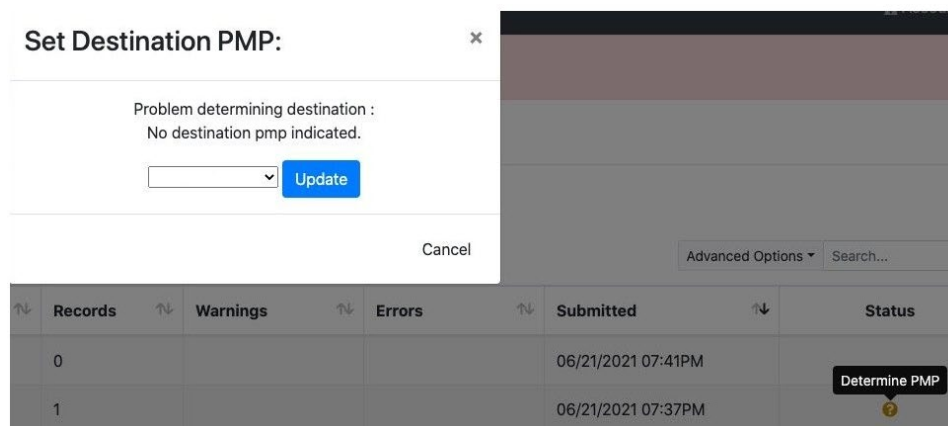 Set Destination PMP:
×
Problem determining destination :
No destination pmp indicated.
Update
Cancel
Advanced Options
Search...
Records
Warnings
Errors
Submitted
Status
0
06/21/2021 07:41PM
Determine PMP
1
06/21/2021 07:37PM
?